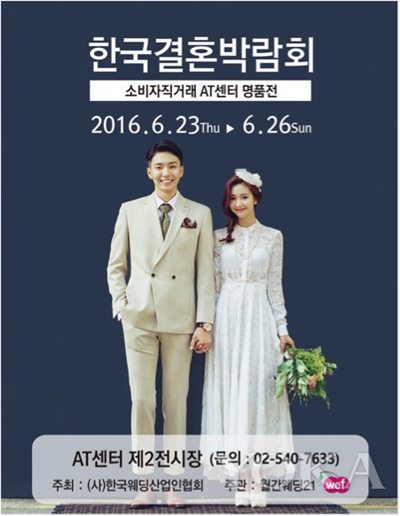 한국결혼박람회
소비자직거래 AT센터 명품전
2016.6.23Thu ▶ 6.26Sun
AT센터 제2전시장 (문의 : 02-540-7633)
주최 : (사)한국웨딩산업인협회 주관 : 월간웨딩21 wef